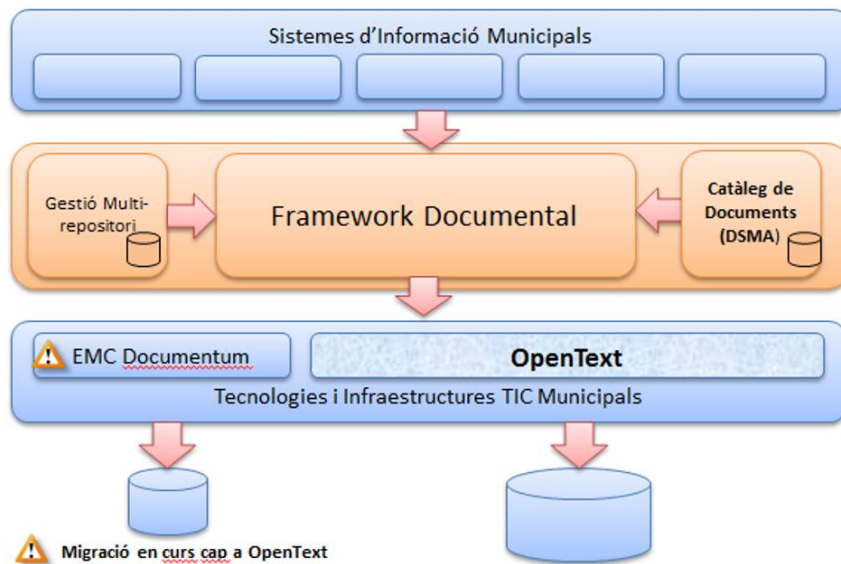 Sistemes d'Informació Municipals
Gestió Multi-
repositori
Framework Documental
Catàleg de
Documents
(DSMA)
EMC Documentum
OpenText
Tecnologies i Infraestructures TIC Municipals
Migració en curs cap a OpenText